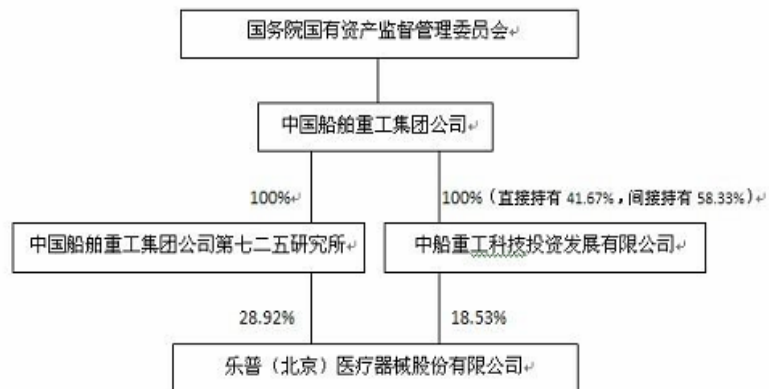 国务院国有资产监督管理委员会
中国船舶重工集团公司
100%
100%（直接持有 41.67%，间接持有 58.33%）
中国船舶重工集团公司第七二五研究所
中船重工科技投资发展有限公司
28.92%
18.53%
乐普（北京）医疗器械股份有限公司